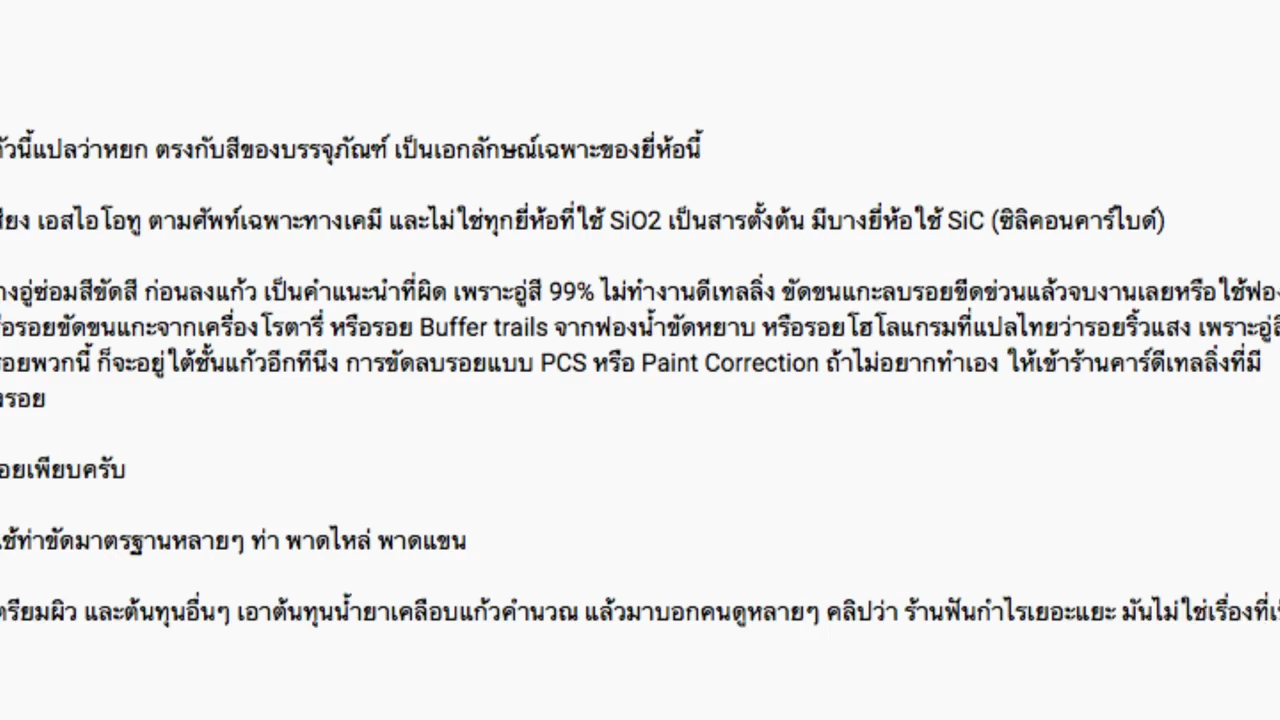 ตัวนี้แปลว่าหยก ตรงกับสีของบรรจุภัณฑ์ เป็นเอกลักษณ์เฉพาะของยี่ห้อนี้
เอสไอโอทู ตามศัพท์เฉพาะทางเคมี และไม่ใช่ทุกยี่ห้อที่ใช้ SiO2 เป็นสารตั้งต้น มีบางยี่ห้อใช้ SiC (ซิลิคอนคาร์ไบด์)
างอู่ซ่อมสีขัดสี ก่อนลงแก้ว เป็นคำแนะนำที่ผิด เพราะอู่สี 99% ไม่ทำงานดีเทลลิ่ง ขัดขนแกะลบรอยขีดข่วนแล้วจบงานเลยหรือใช้ฟอง
อรอยขัดขนแกะจากเครื่องโรตารี่ หรือรอย Buffer trails จากฟองน้ำขัดหยาบ หรือรอยโฮโลแกรมที่แปลไทยว่ารอยริ้วแสง เพราะอู่สี
รอยพวกนี้ ก็จะอยู่ใต้ชั้นแก้วอีกทีนึง การขัดลบรอยแบบ PCS หรือ Paint Correction ถ้าไม่อยากทำเอง ให้เข้าร้านคาร์ดีเทลลิ่งที่มี
รอย
อยเพียบครับ
ใช้ท่าขัดมาตรฐานหลายๆ ท่า พาดไหล่ พาดแขน
ตรียมผิว และต้นทุนอื่นๆ เอาต้นทุนน้ำยาเคลือบแก้วคำนวณ แล้วมาบอกคนดูหลายๆ คลิปว่า ร้านฟันกำไรเยอะแยะ มันไม่ใช่เรื่องที่